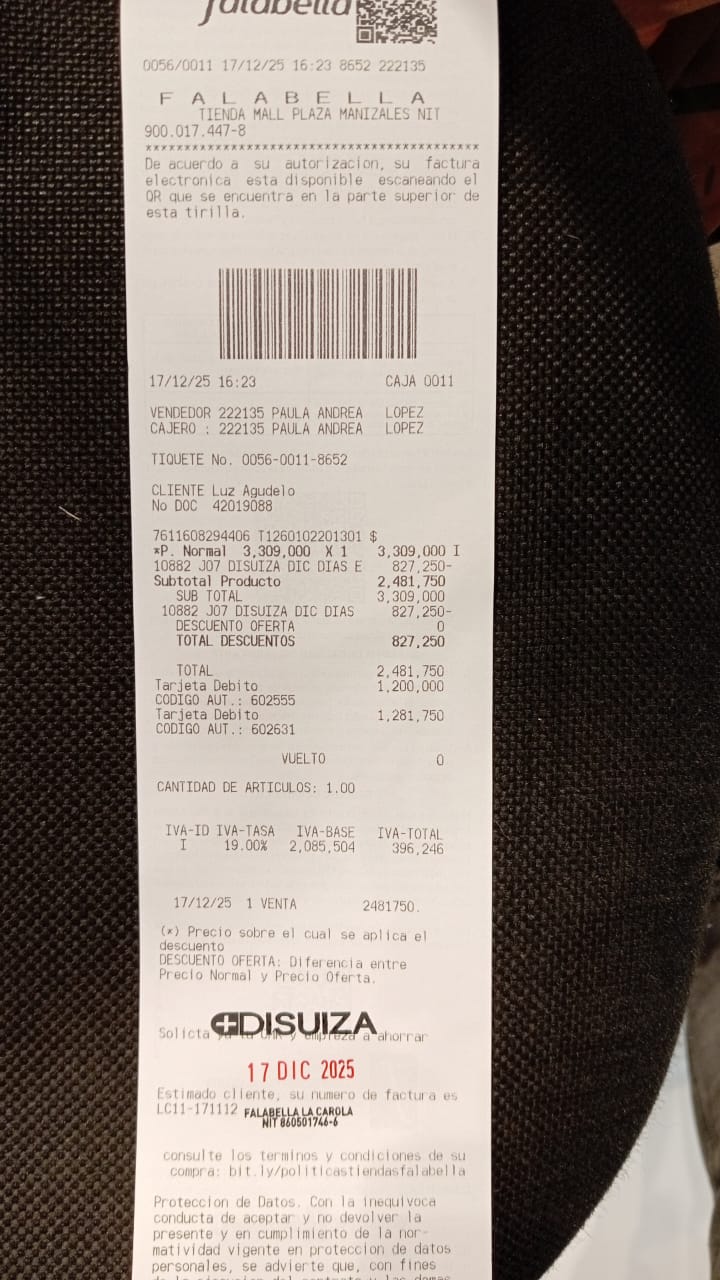 falabella
0056/0011 17/12/25 16:23 8652 222135
F A L A B E L L A
TIENDA MALL PLAZA MANIZALES NIT
900.017.447-8
*******************************************
De acuerdo a su autorizacion, su factura
electronica esta disponible escaneando el
QR que se encuentra en la parte superior de
esta tirilla.
17/12/25 16:23 CAJA 0011
VENDEDOR 222135 PAULA ANDREA LOPEZ
CAJERO : 222135 PAULA ANDREA LOPEZ
TIQUETE No. 0056-0011-8652
CLIENTE Luz Agudelo
No DOC 42019088
7611608294406 T1260102201301 $
*P. Normal 3,309,000 X 1 3,309,000 I
10882 J07 DISUIZA DIC DIAS E 827,250-
Subtotal Producto 2,481,750
SUB TOTAL 3,309,000
10882 J07 DISUIZA DIC DIAS 827,250-
DESCUENTO OFERTA 0
TOTAL DESCUENTOS 827,250
TOTAL 2,481,750
Tarjeta Debito 1,200,000
CODIGO AUT.: 602555
Tarjeta Debito 1,281,750
CODIGO AUT.: 602631
VUELTO 0
CANTIDAD DE ARTICULOS: 1.00
IVA-ID IVA-TASA IVA-BASE IVA-TOTAL
I 19.00% 2,085,504 396,246
17/12/25 1 VENTA 2481750.
(*) Precio sobre el cual se aplica el
descuento
DESCUENTO OFERTA: Diferencia entre
Precio Normal y Precio Oferta.
DISUIZA
Solicita y empieza a ahorrar
17 DIC 2025
Estimado cliente, su numero de factura es
LC11-171112 FALABELLA LA CAROLA
NIT 860501746-6
consulte los terminos y condiciones de su
compra: bit.ly/politicastiendasfalabella
Proteccion de Datos. Con la inequivoca
conducta de aceptar y no devolver la
presente y en cumplimiento de la nor-
matividad vigente en proteccion de datos
personales, se advierte que, con fines